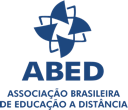 ABED
ASSOCIAÇÃO BRASILEIRA
DE EDUCAÇÃO A DISTÂNCIA